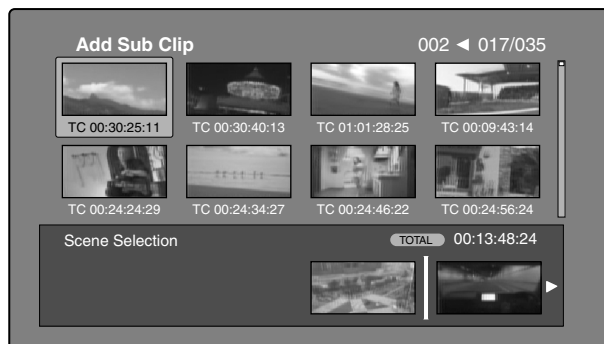 Add Sub Clip 002 ◄ 017/035
TC 00:30:25:11 TC 00:30:40:13 TC 01:01:28:25 TC 00:09:43:14
TC 00:24:24:29 TC 00:24:34:27 TC 00:24:46:22 TC 00:24:56:24
Scene Selection TOTAL 00:13:48:24